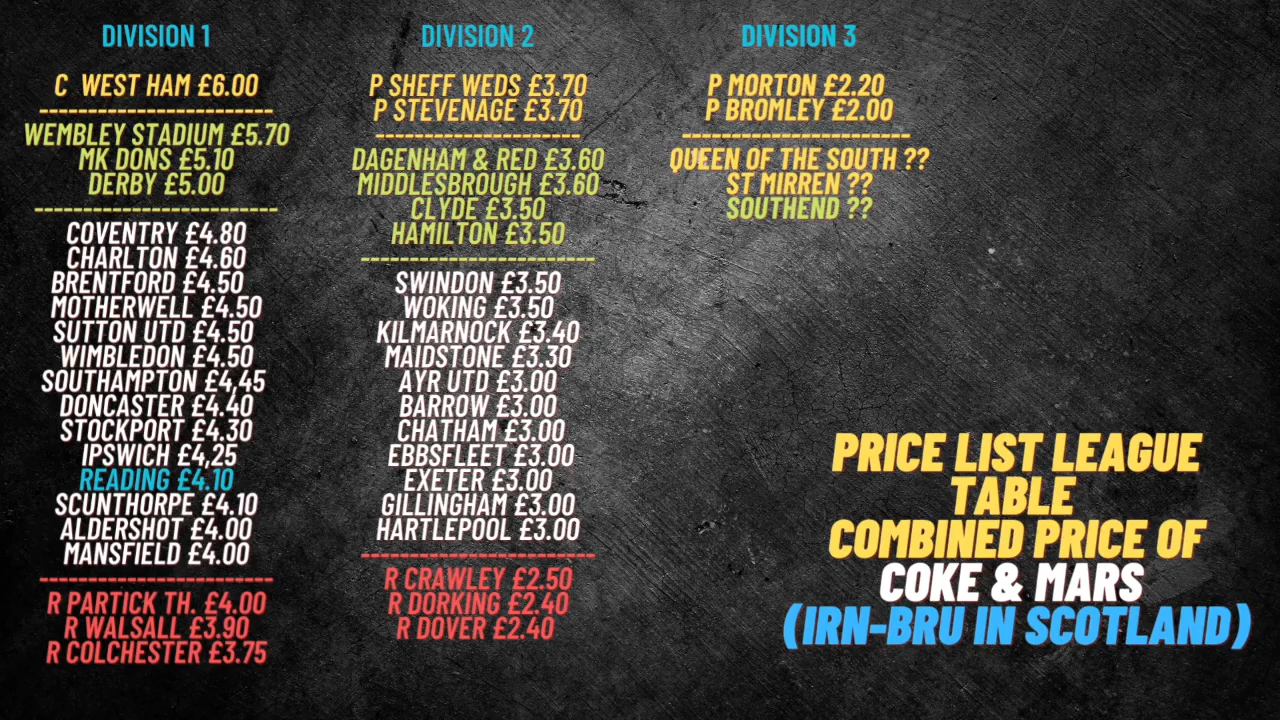 DIVISION 1
C WEST HAM £6.00
-----------------------
WEMBLEY STADIUM £5.70
MK DONS £5.10
DERBY £5.00
------------------------
COVENTRY £4.80
CHARLTON £4.60
BRENTFORD £4.50
MOTHERWELL £4.50
SUTTON UTD £4.50
WIMBLEDON £4.50
SOUTHAMPTON £4,45
DONCASTER £4.40
STOCKPORT £4.30
IPSWICH £4,25
READING £4.10
SCUNTHORPE £4.10
ALDERSHOT £4.00
MANSFIELD £4.00
-----------------------
R PARTICK TH. £4.00
R WALSALL £3.90
R COLCHESTER £3.75
DIVISION 2
P SHEFF WEDS £3.70
P STEVENAGE £3.70
--------------------
DAGENHAM & RED £3.60
MIDDLESBROUGH £3.60
CLYDE £3.50
HAMILTON £3.50
-----------------------
SWINDON £3.50
WOKING £3.50
KILMARNOCK £3.40
MAIDSTONE £3.30
AYR UTD £3.00
BARROW £3.00
CHATHAM £3.00
EBBSFLEET £3.00
EXETER £3.00
GILLINGHAM £3.00
HARTLEPOOL £3.00
-----------------------
R CRAWLEY £2.50
R DORKING £2.40
R DOVER £2.40
DIVISION 3
P MORTON £2.20
P BROMLEY £2.00
----------------------
QUEEN OF THE SOUTH ??
ST MIRREN ??
SOUTHEND ??
PRICE LIST LEAGUE
TABLE
COMBINED PRICE OF
COKE & MARS
(IRN-BRU IN SCOTLAND)